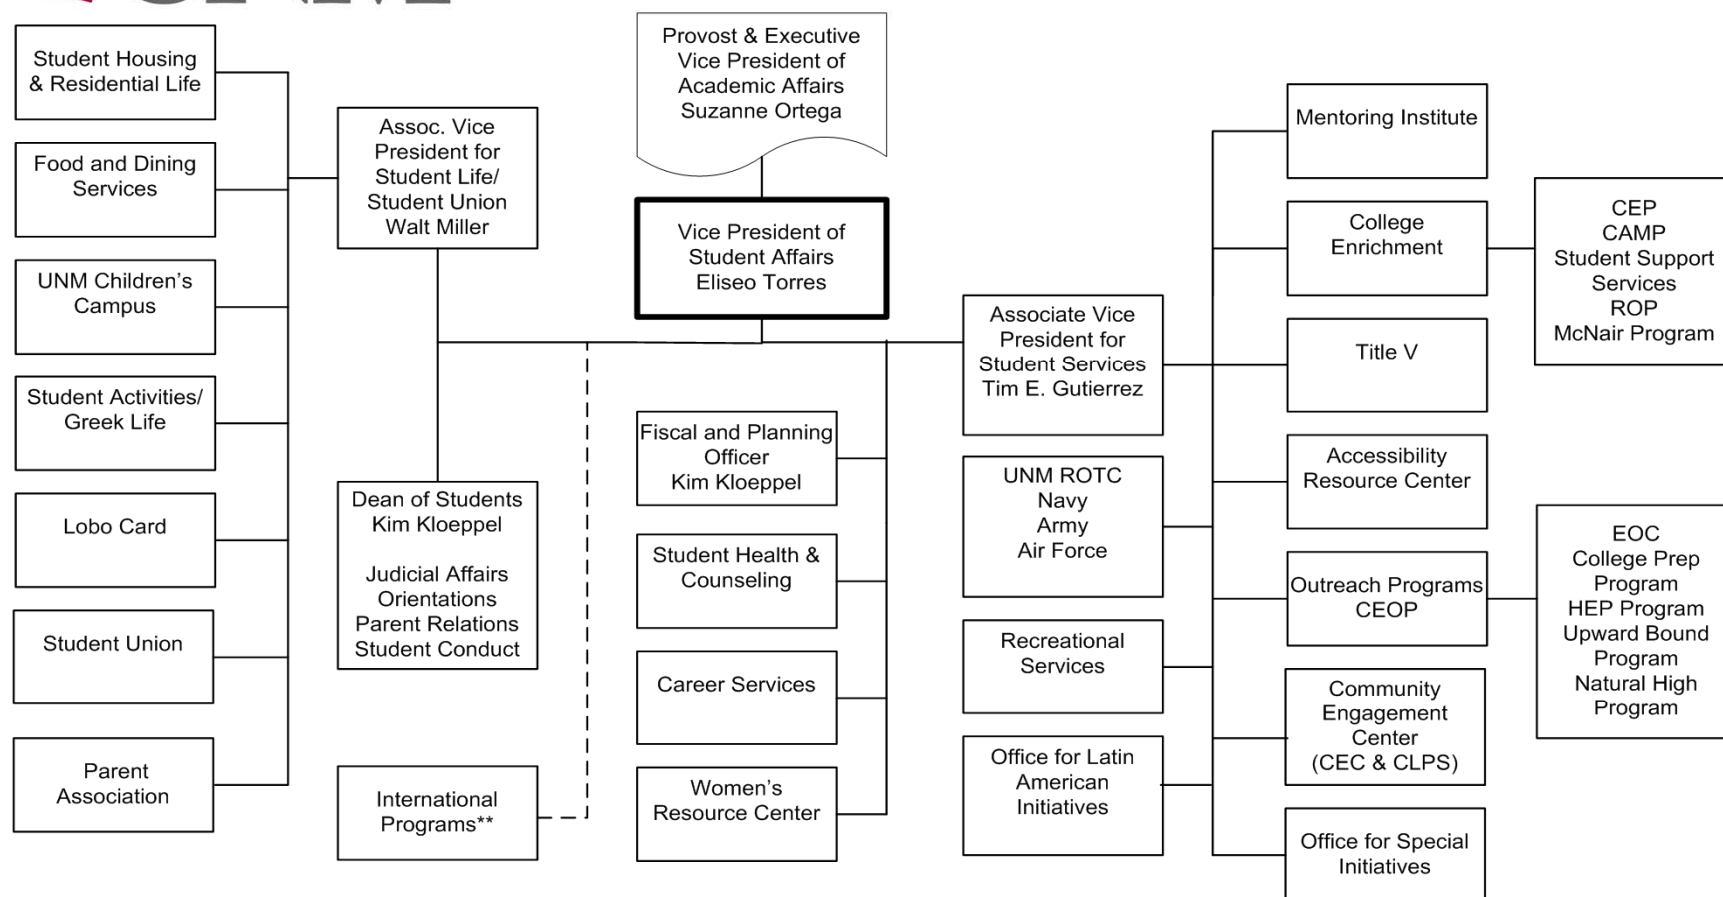 Student Housing
& Residential Life
Food and Dining
Services
UNM Children's
Campus
Student Activities/
Greek Life
Lobo Card
Student Union
Parent
Association
Assoc. Vice
President for
Student Life/
Student Union
Walt Miller
Dean of Students
Kim Kloeppel
Judicial Affairs
Orientations
Parent Relations
Student Conduct
International
Programs**
Provost & Executive
Vice President of
Academic Affairs
Suzanne Ortega
Vice President of
Student Affairs
Eliseo Torres
Fiscal and Planning
Officer
Kim Kloeppel
Student Health &
Counseling
Career Services
Women's
Resource Center
Associate Vice
President for
Student Services
Tim E. Gutierrez
UNM ROTC
Navy
Army
Air Force
Recreational
Services
Office for Latin
American
Initiatives
Mentoring Institute
College
Enrichment
Title V
Accessibility
Resource Center
Outreach Programs
CEOP
Community
Engagement
Center
(CEC & CLPS)
Office for Special
Initiatives
CEP
CAMP
Student Support
Services
ROP
McNair Program
EOC
College Prep
Program
HEP Program
Upward Bound
Program
Natural High
Program